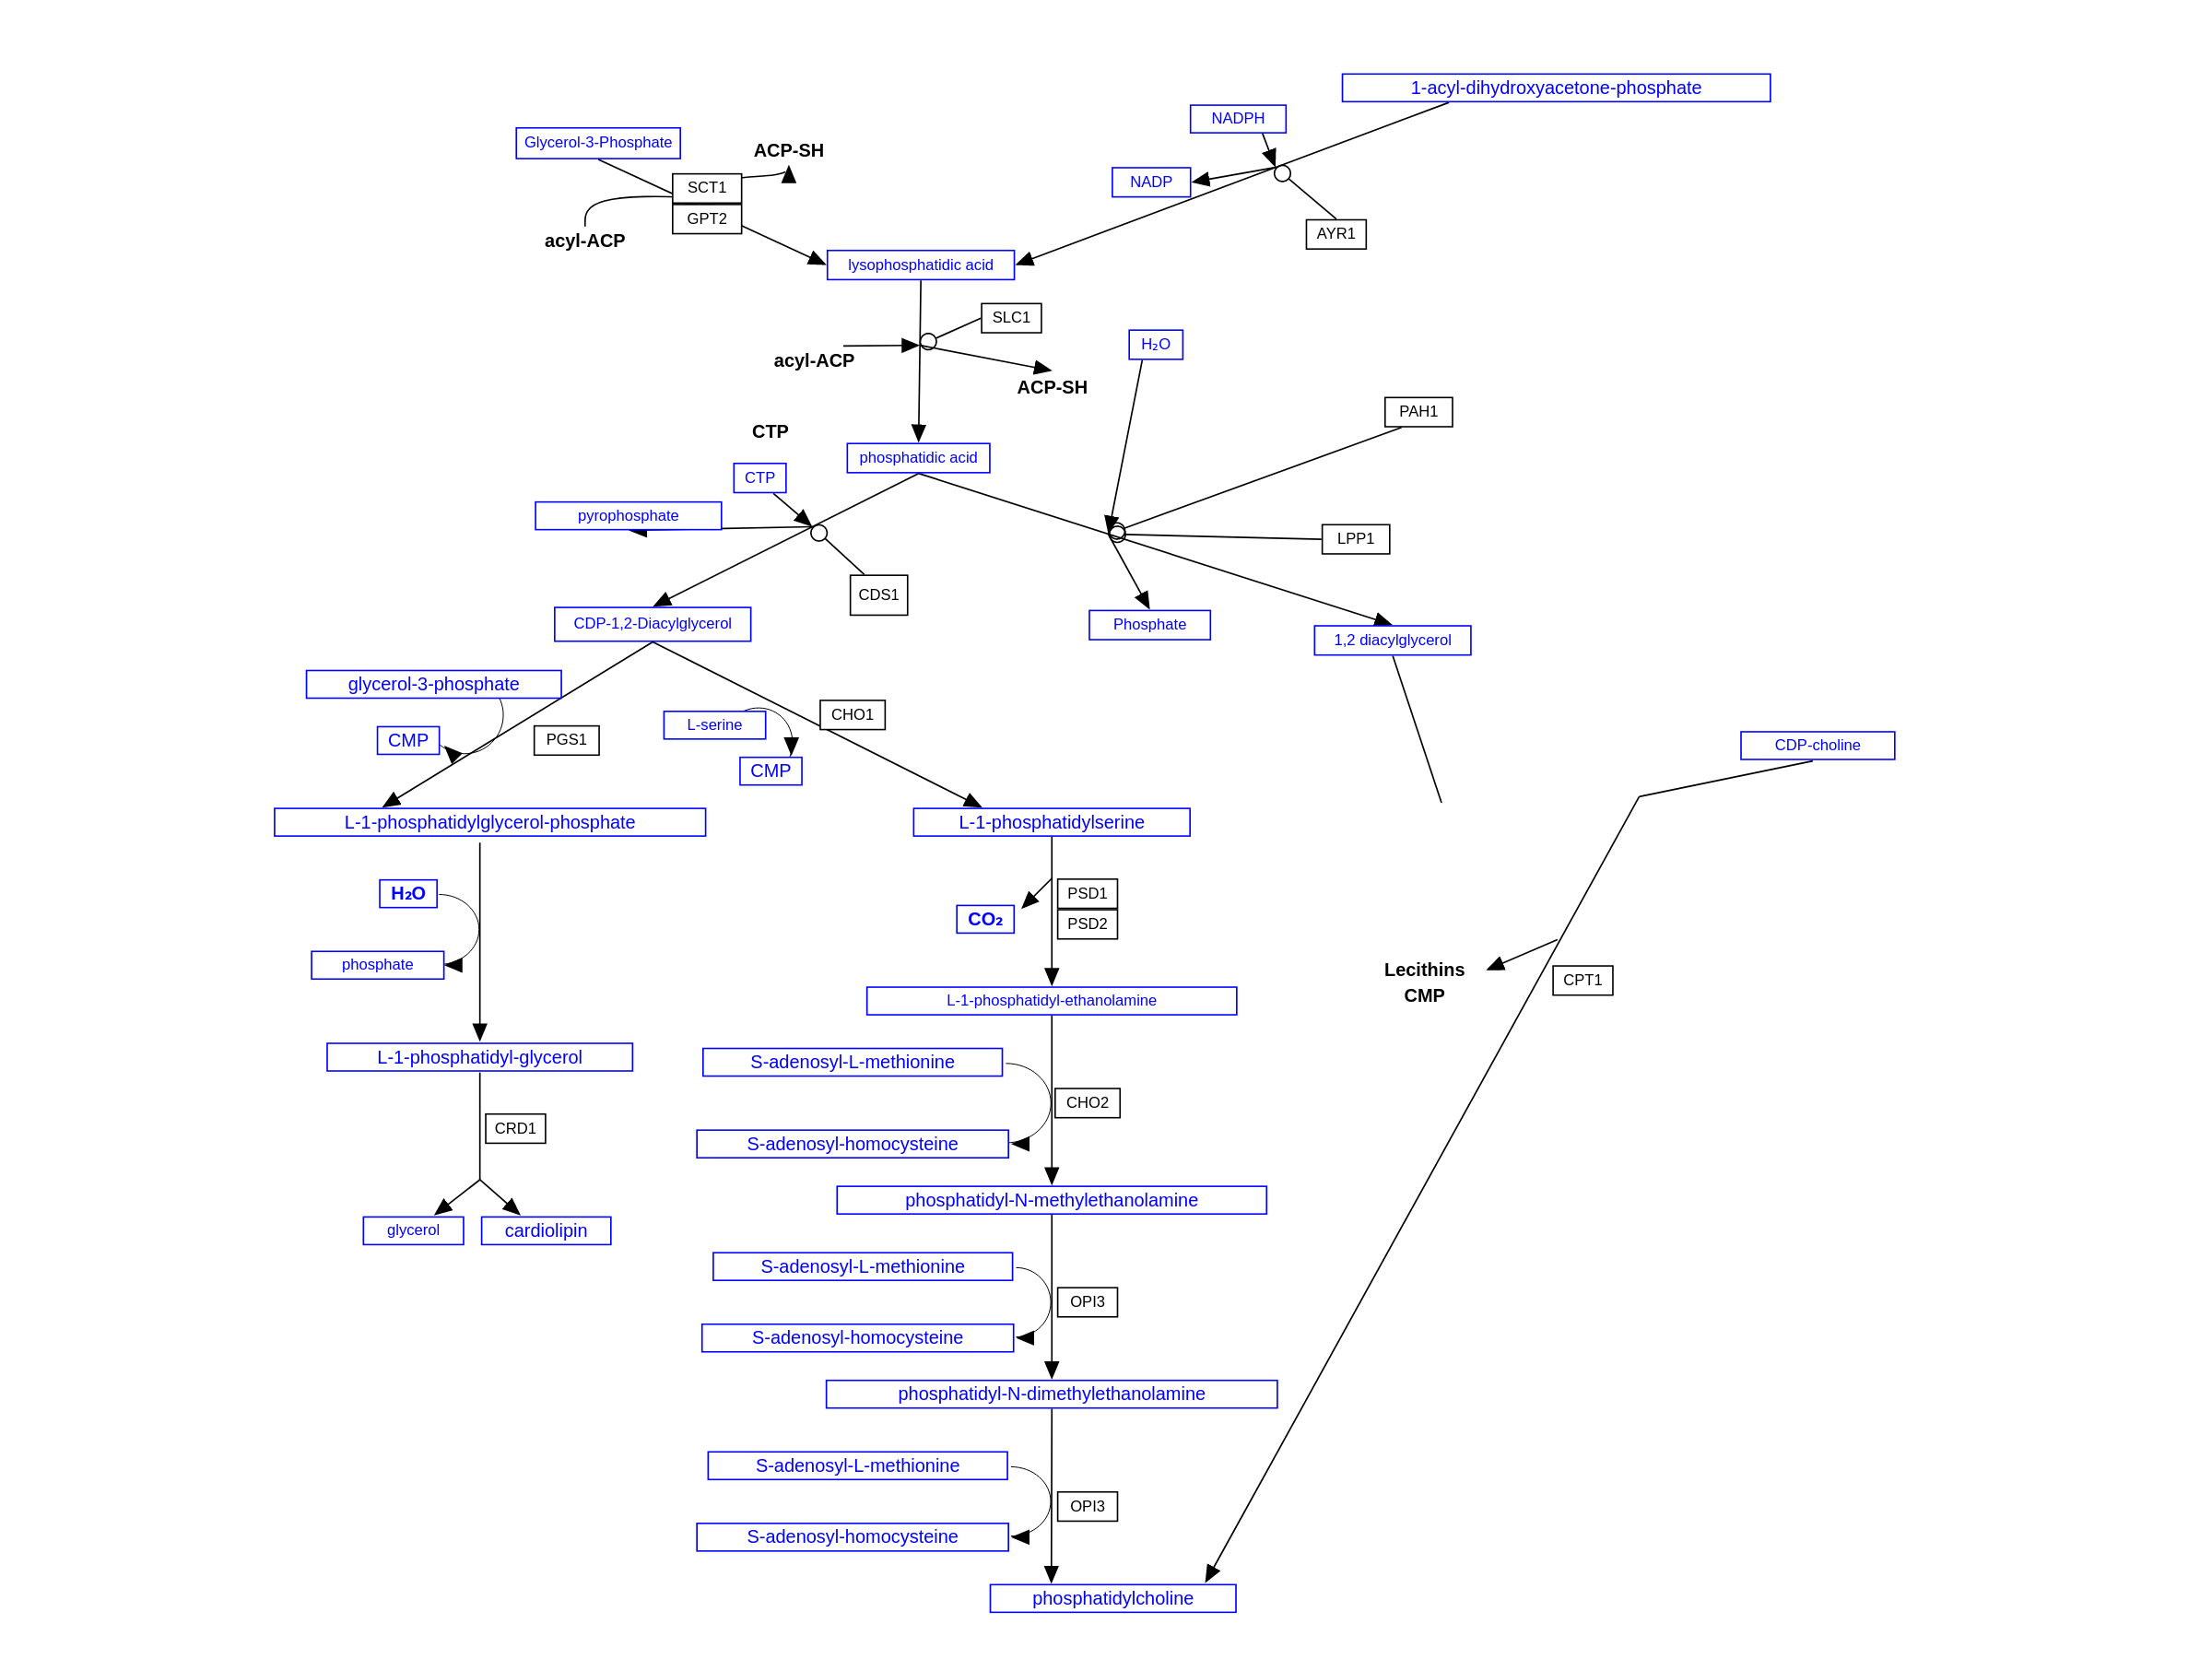 1-acyl-dihydroxyacetone-phosphate
NADPH
Glycerol-3-Phosphate
ACP-SH
NADP
SCT1
GPT2
AYR1
acyl-ACP
lysophosphatidic acid
SLC1
acyl-ACP
H₂O
ACP-SH
PAH1
CTP
phosphatidic acid
CTP
pyrophosphate
LPP1
CDS1
CDP-1,2-Diacylglycerol
Phosphate
1,2 diacylglycerol
glycerol-3-phosphate
CHO1
L-serine
CMP
PGS1
CDP-choline
CMP
L-1-phosphatidylglycerol-phosphate
L-1-phosphatidylserine
H₂O
PSD1
CO₂
PSD2
phosphate
Lecithins
CMP
CPT1
L-1-phosphatidyl-ethanolamine
L-1-phosphatidyl-glycerol
S-adenosyl-L-methionine
CHO2
CRD1
S-adenosyl-homocysteine
phosphatidyl-N-methylethanolamine
glycerol
cardiolipin
S-adenosyl-L-methionine
OPI3
S-adenosyl-homocysteine
phosphatidyl-N-dimethylethanolamine
S-adenosyl-L-methionine
OPI3
S-adenosyl-homocysteine
phosphatidylcholine